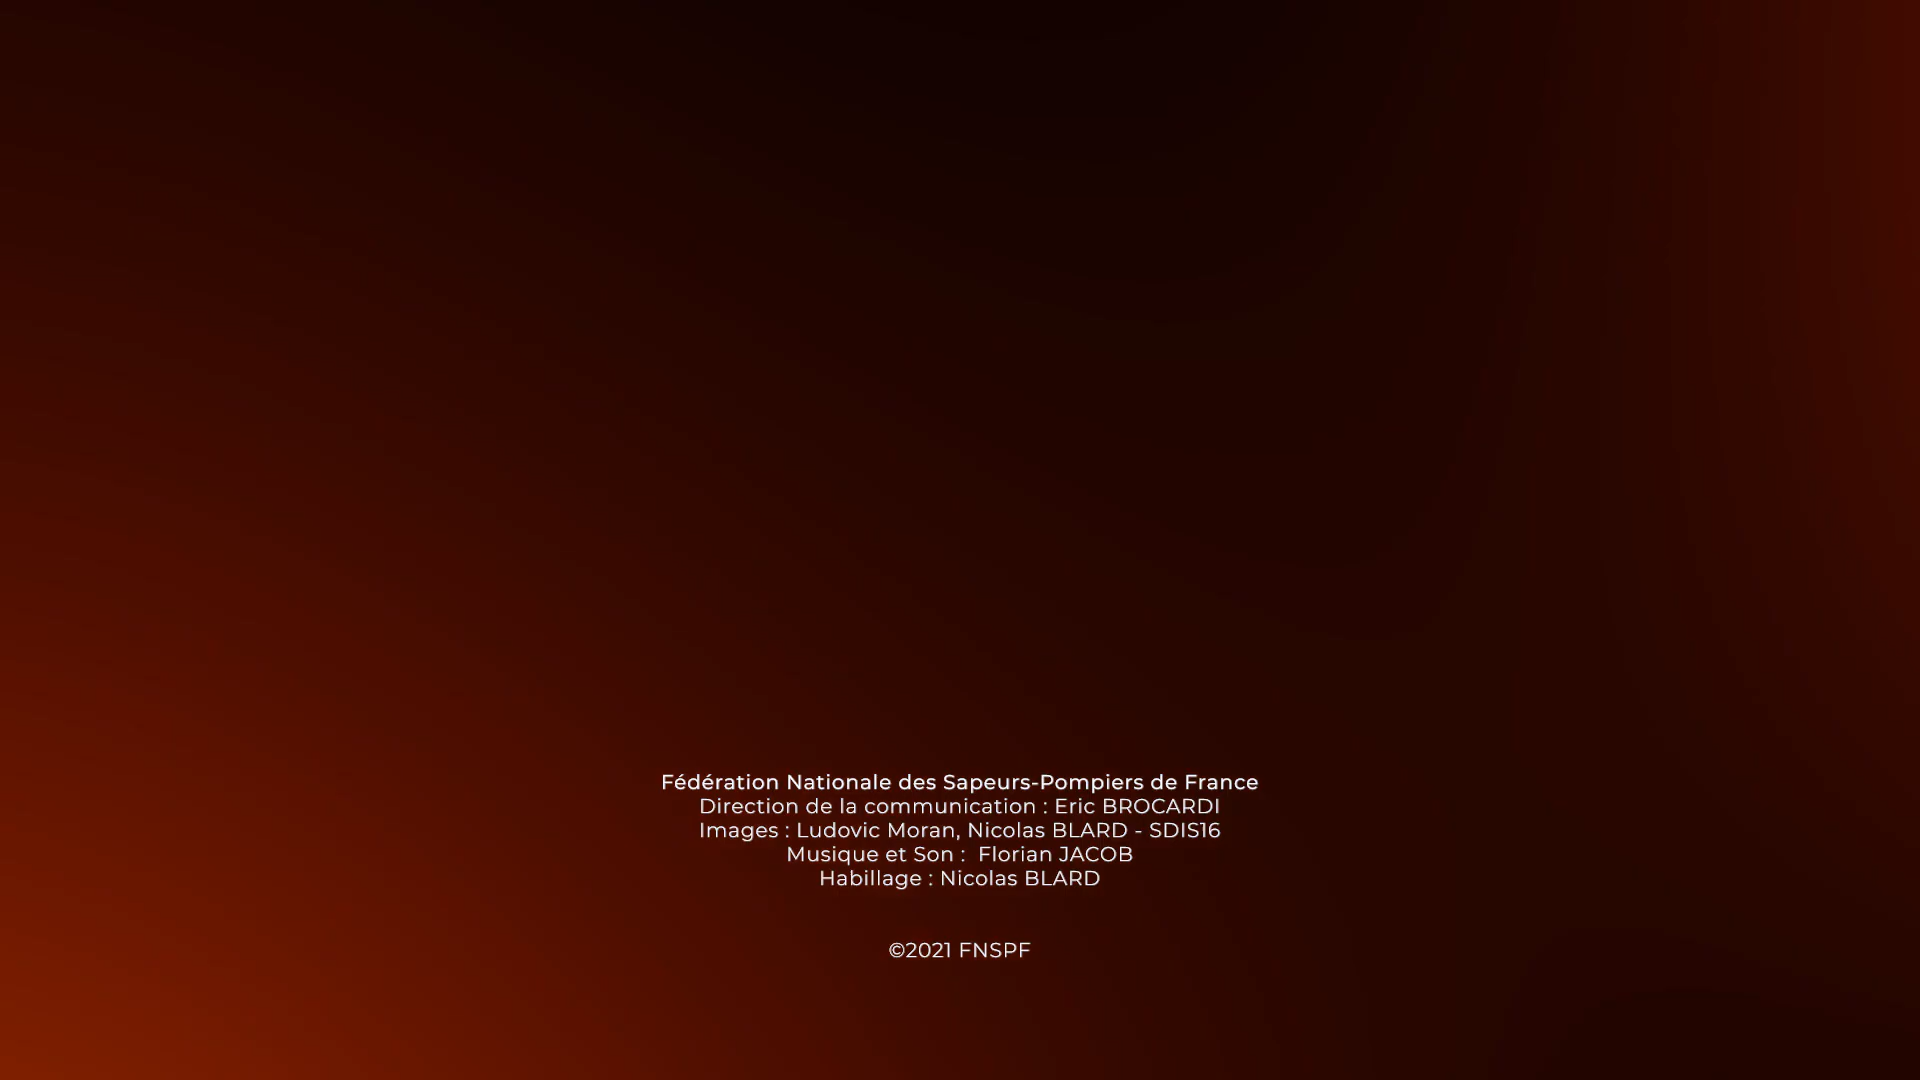 Fédération Nationale des Sapeurs-Pompiers de France
Direction de la communication : Eric BROCARDI
Images : Ludovic Moran, Nicolas BLARD - SDIS16
Musique et Son :  Florian JACOB
Habillage : Nicolas BLARD
©2021 FNSPF